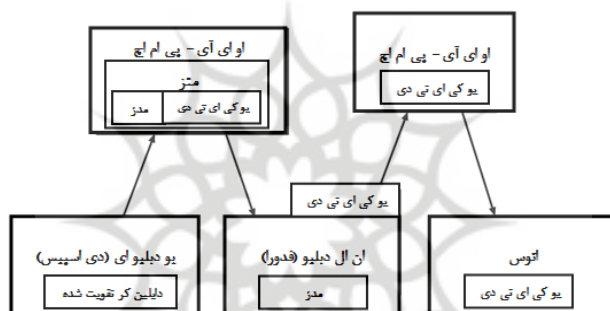 او ای آی - پی ام اچ
متز
یو کی ای تی دی
مدز
او ای آی - پی ام اچ
یو کی ای تی دی
یو کی ای تی دی
یو دبلیو ای (دی اسپیس)
دابلین کر تقویت شده
ان ال دبلیو (فدورا)
مدز
اتوس
یو کی ای تی دی